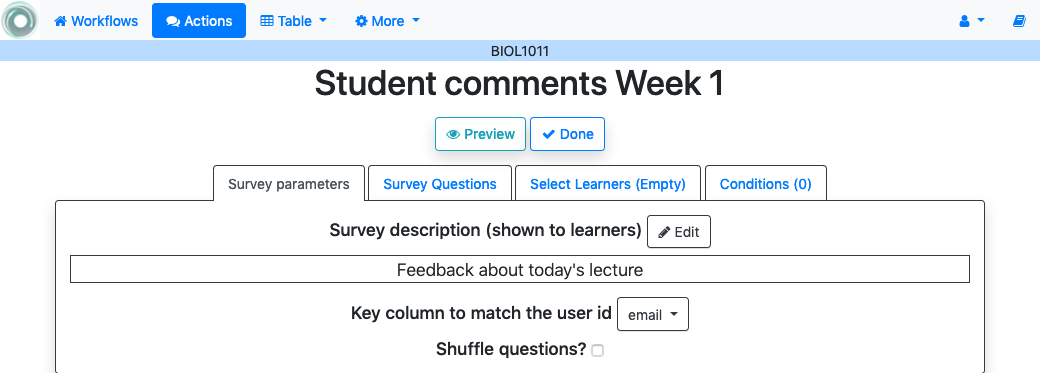 Workflows Actions Table More
BIOL1011
Student comments Week 1
Preview Done
Survey parameters Survey Questions Select Learners (Empty) Conditions (0)
Survey description (shown to learners) Edit
Feedback about today's lecture
Key column to match the user id email
Shuffle questions?